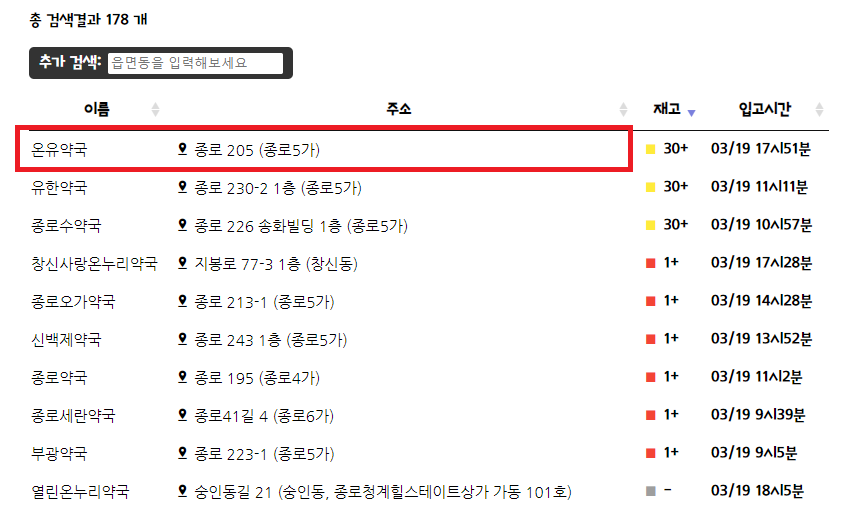 총 검색결과 178 개
추가 검색: 읍면동을 입력해보세요
이름 주소 재고 입고시간
온유약국 종로 205 (종로5가) 30+ 03/19 17시51분
유한약국 종로 230-2 1층 (종로5가) 30+ 03/19 11시11분
종로수약국 종로 226 송화빌딩 1층 (종로5가) 30+ 03/19 10시57분
창신사랑온누리약국 지봉로 77-3 1층 (창신동) 1+ 03/19 17시28분
종로오가약국 종로 213-1 (종로5가) 1+ 03/19 14시28분
신백제약국 종로 243 1층 (종로5가) 1+ 03/19 13시52분
종로약국 종로 195 (종로4가) 1+ 03/19 11시2분
종로세란약국 종로41길 4 (종로6가) 1+ 03/19 9시39분
부광약국 종로 223-1 (종로5가) 1+ 03/19 9시5분
열린온누리약국 숭인동길 21 (숭인동, 종로청계힐스테이트상가 가동 101호) - 03/19 18시5분